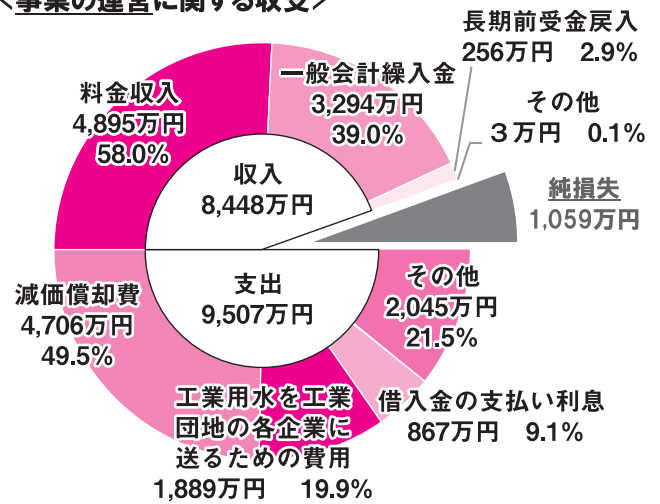 ＜事業の運営に関する収支＞
長期前受金戻入
256万円 2.9%
その他
３万円 0.1%
一般会計繰入金
3,294万円
39.0%
料金収入
4,895万円
58.0%
収入
8,448万円
純損失
1,059万円
支出
9,507万円
その他
2,045万円
21.5%
減価償却費
4,706万円
49.5%
借入金の支払い利息
867万円 9.1%
工業用水を工業
団地の各企業に
送るための費用
1,889万円 19.9%